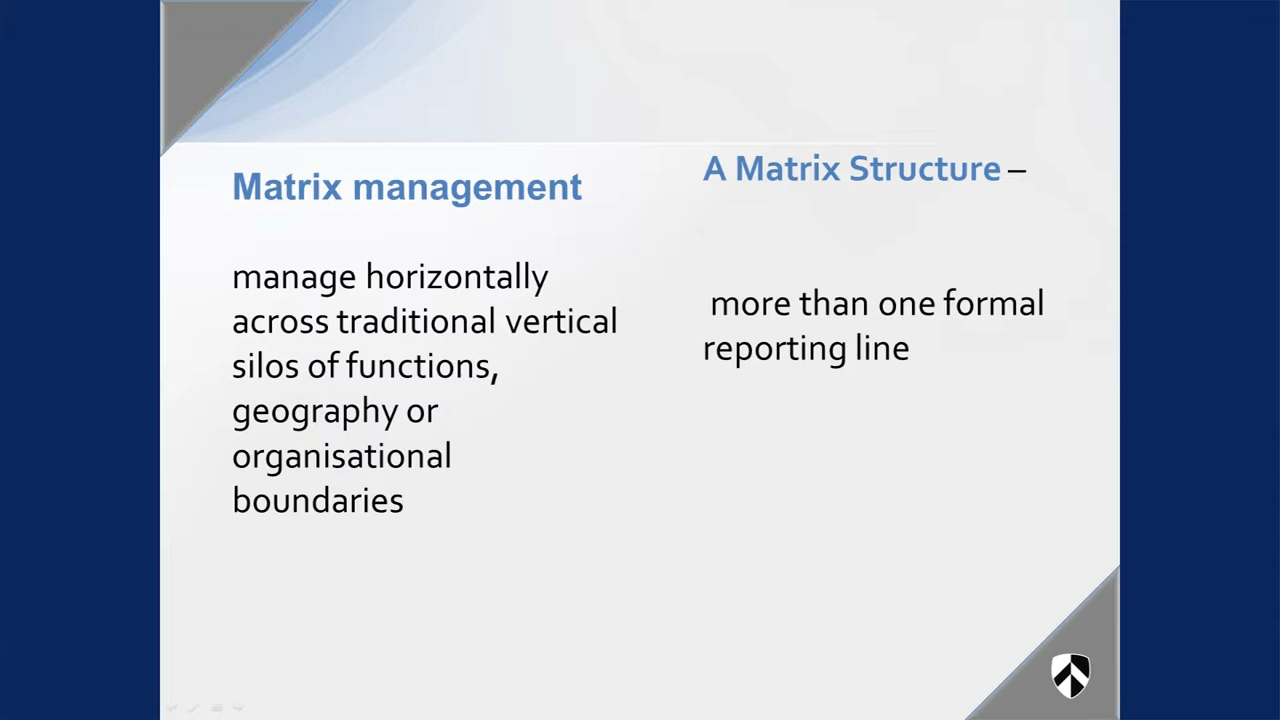 Matrix management
manage horizontally
across traditional vertical
silos of functions,
geography or
organisational
boundaries
A Matrix Structure –
more than one formal
reporting line